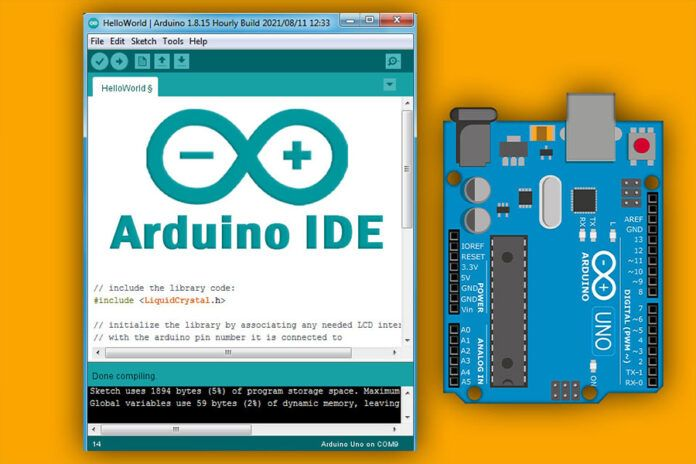 HelloWorld | Arduino 1.8.15 Hourly Build 2021/08/11 12:33
File Edit Sketch Tools Help
HelloWorld §
Arduino IDE
// include the library code:
#include <LiquidCrystal.h>
// initialize the library by associating any needed LCD inter
// with the arduino pin number it is connected to
Done compiling.
Sketch uses 1894 bytes (5%) of program storage space. Maximum
Global variables use 59 bytes (2%) of dynamic memory, leaving
14
Arduino Uno on COM9
RX
TX
L
AREF
GND
13
12
~11
~10
~9
8
7
~6
~5
4
~3
2
TX-1
RX-0
DIGITAL (PWM ~)
ARDUINO
UNO
ON
IOREF
RESET
3.3V
5V
GND
GND
Vin
POWER
A0
A1
A2
A3
A4
A5
ANALOG IN